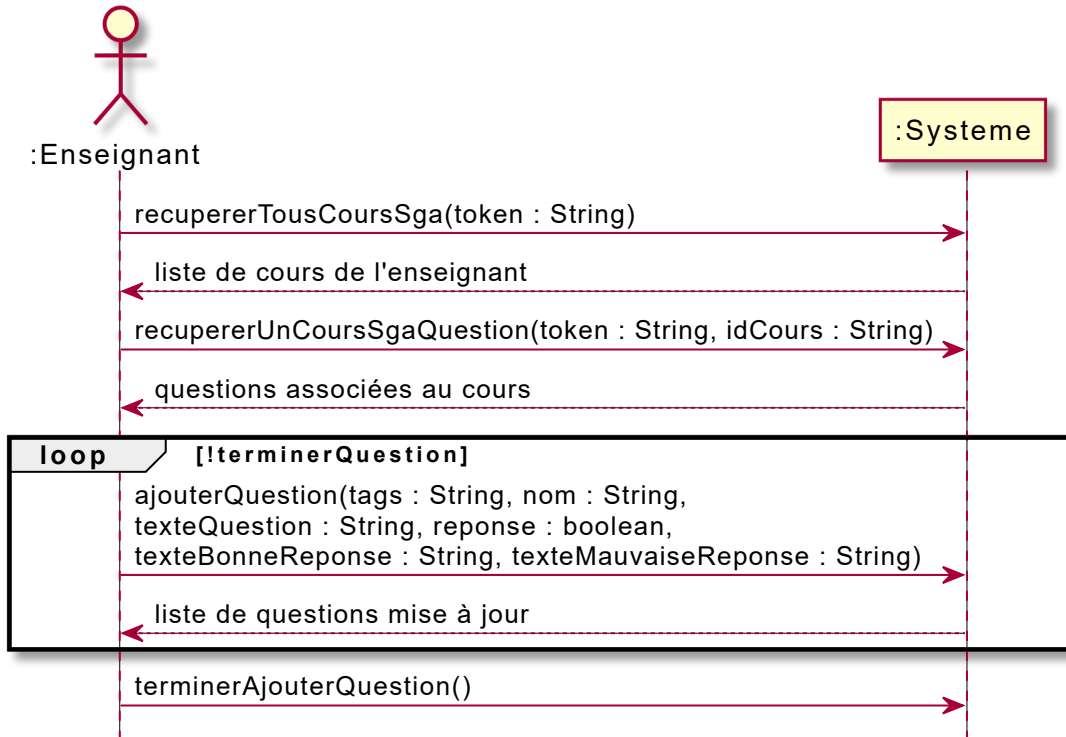 :Enseignant
:Systeme
recupererTousCoursSga(token : String)
liste de cours de l'enseignant
recupererUnCoursSgaQuestion(token : String, idCours : String)
questions associées au cours
loop [!terminerQuestion]
ajouterQuestion(tags : String, nom : String,
texteQuestion : String, reponse : boolean,
texteBonneReponse : String, texteMauvaiseReponse : String)
liste de questions mise à jour
terminerAjouterQuestion()